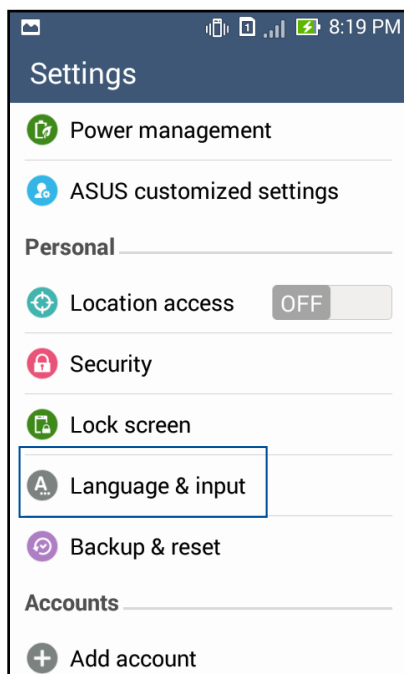 1 8:19 PM
Settings
Power management
ASUS customized settings
Personal
Location access OFF
Security
Lock screen
A... Language & input
Backup & reset
Accounts
Add account